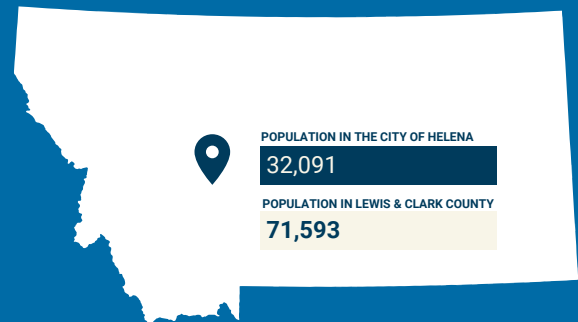 POPULATION IN THE CITY OF HELENA
32,091
POPULATION IN LEWIS & CLARK COUNTY
71,593